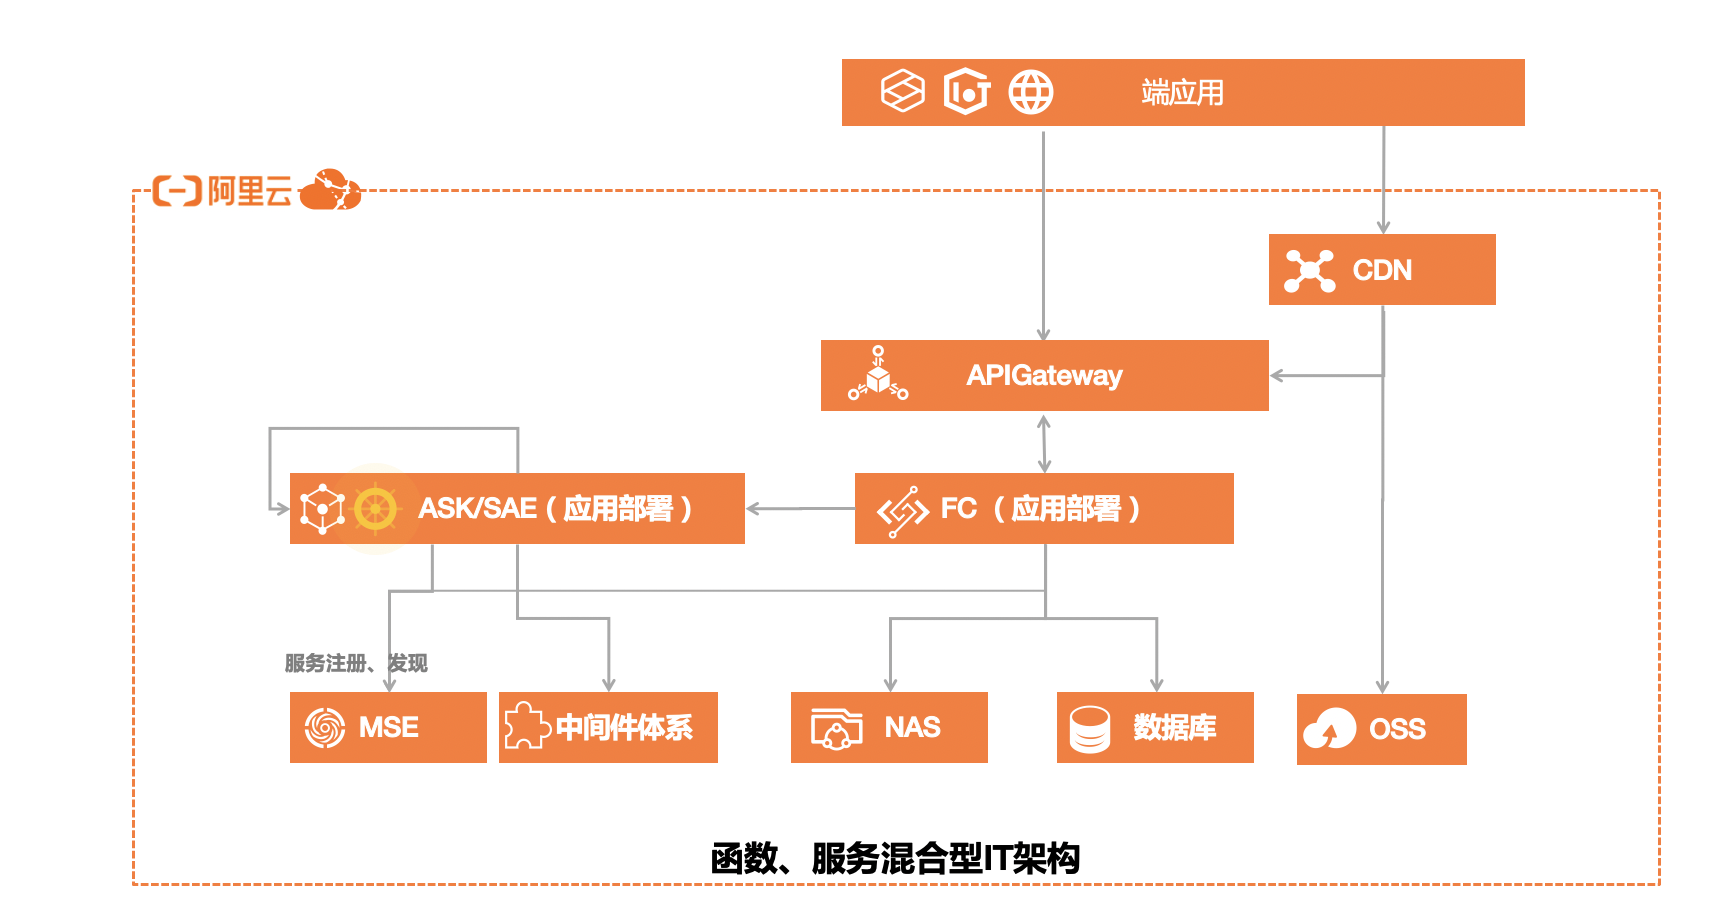 端应用
阿里云
CDN
APIGateway
ASK/SAE（应用部署）
FC （应用部署）
服务注册、发现
MSE
中间件体系
NAS
数据库
OSS
函数、服务混合型IT架构